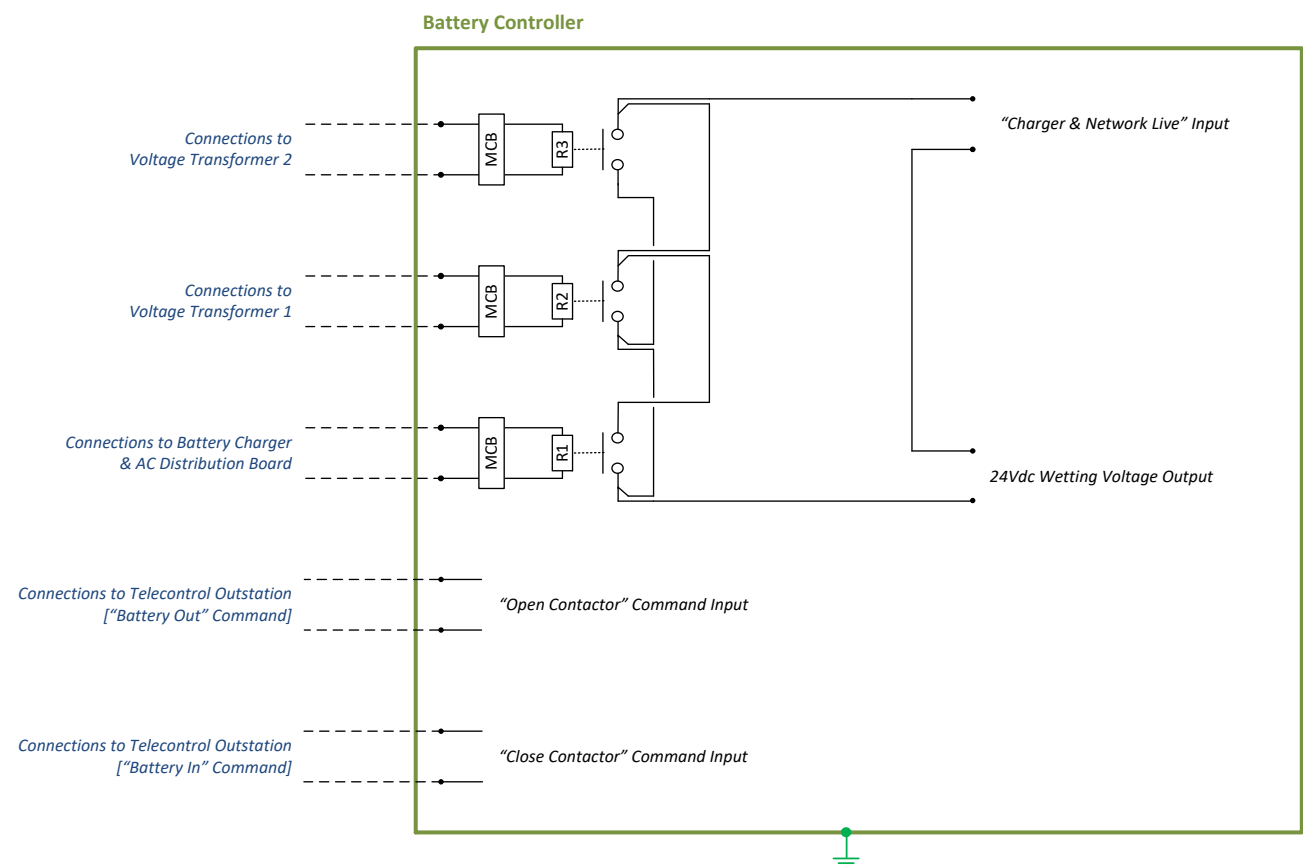 Battery Controller
Connections to
Voltage Transformer 2
MCB
R3
“Charger & Network Live” Input
Connections to
Voltage Transformer 1
MCB
R2
Connections to Battery Charger
& AC Distribution Board
MCB
R1
24Vdc Wetting Voltage Output
Connections to Telecontrol Outstation
[“Battery Out” Command]
“Open Contactor” Command Input
Connections to Telecontrol Outstation
[“Battery In” Command]
“Close Contactor” Command Input